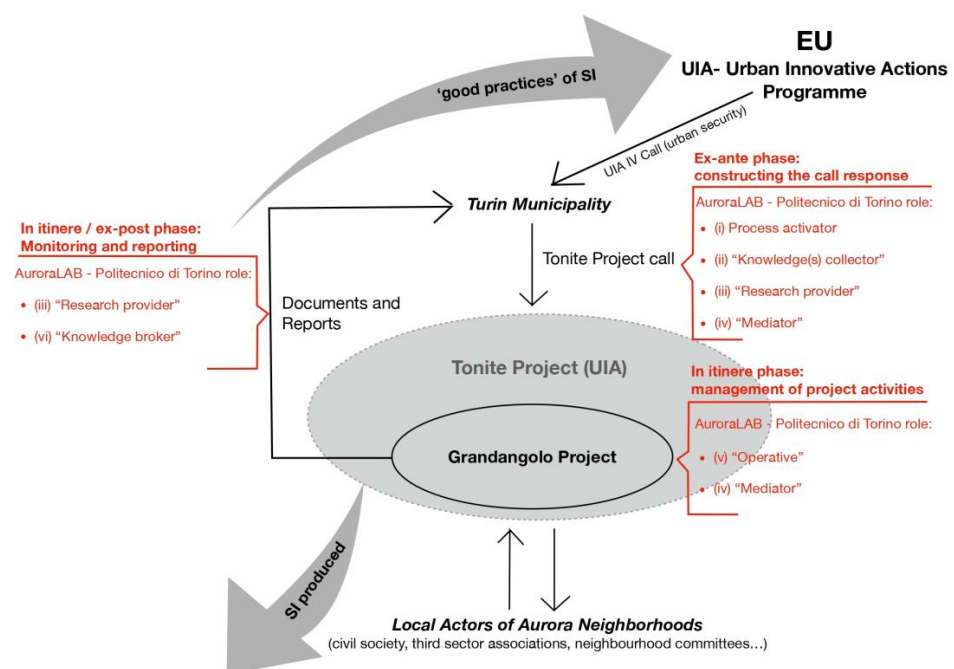 EU
UIA- Urban Innovative Actions
Programme
'good practices' of SI
UIA IV Call (urban security)
Turin Municipality
Ex-ante phase:
constructing the call response
AuroraLAB - Politecnico di Torino role:
• (i) Process activator
• (ii) “Knowledge(s) collector”
• (iii) “Research provider”
• (iv) “Mediator”
In itinere / ex-post phase:
Monitoring and reporting
AuroraLAB - Politecnico di Torino role:
• (iii) “Research provider”
• (vi) “Knowledge broker”
Documents and
Reports
Tonite Project call
Tonite Project (UIA)
Grandangolo Project
In itinere phase:
management of project activities
AuroraLAB - Politecnico di Torino role:
• (v) “Operative”
• (iv) “Mediator”
SI produced
Local Actors of Aurora Neighborhoods
(civil society, third sector associations, neighbourhood committees…)